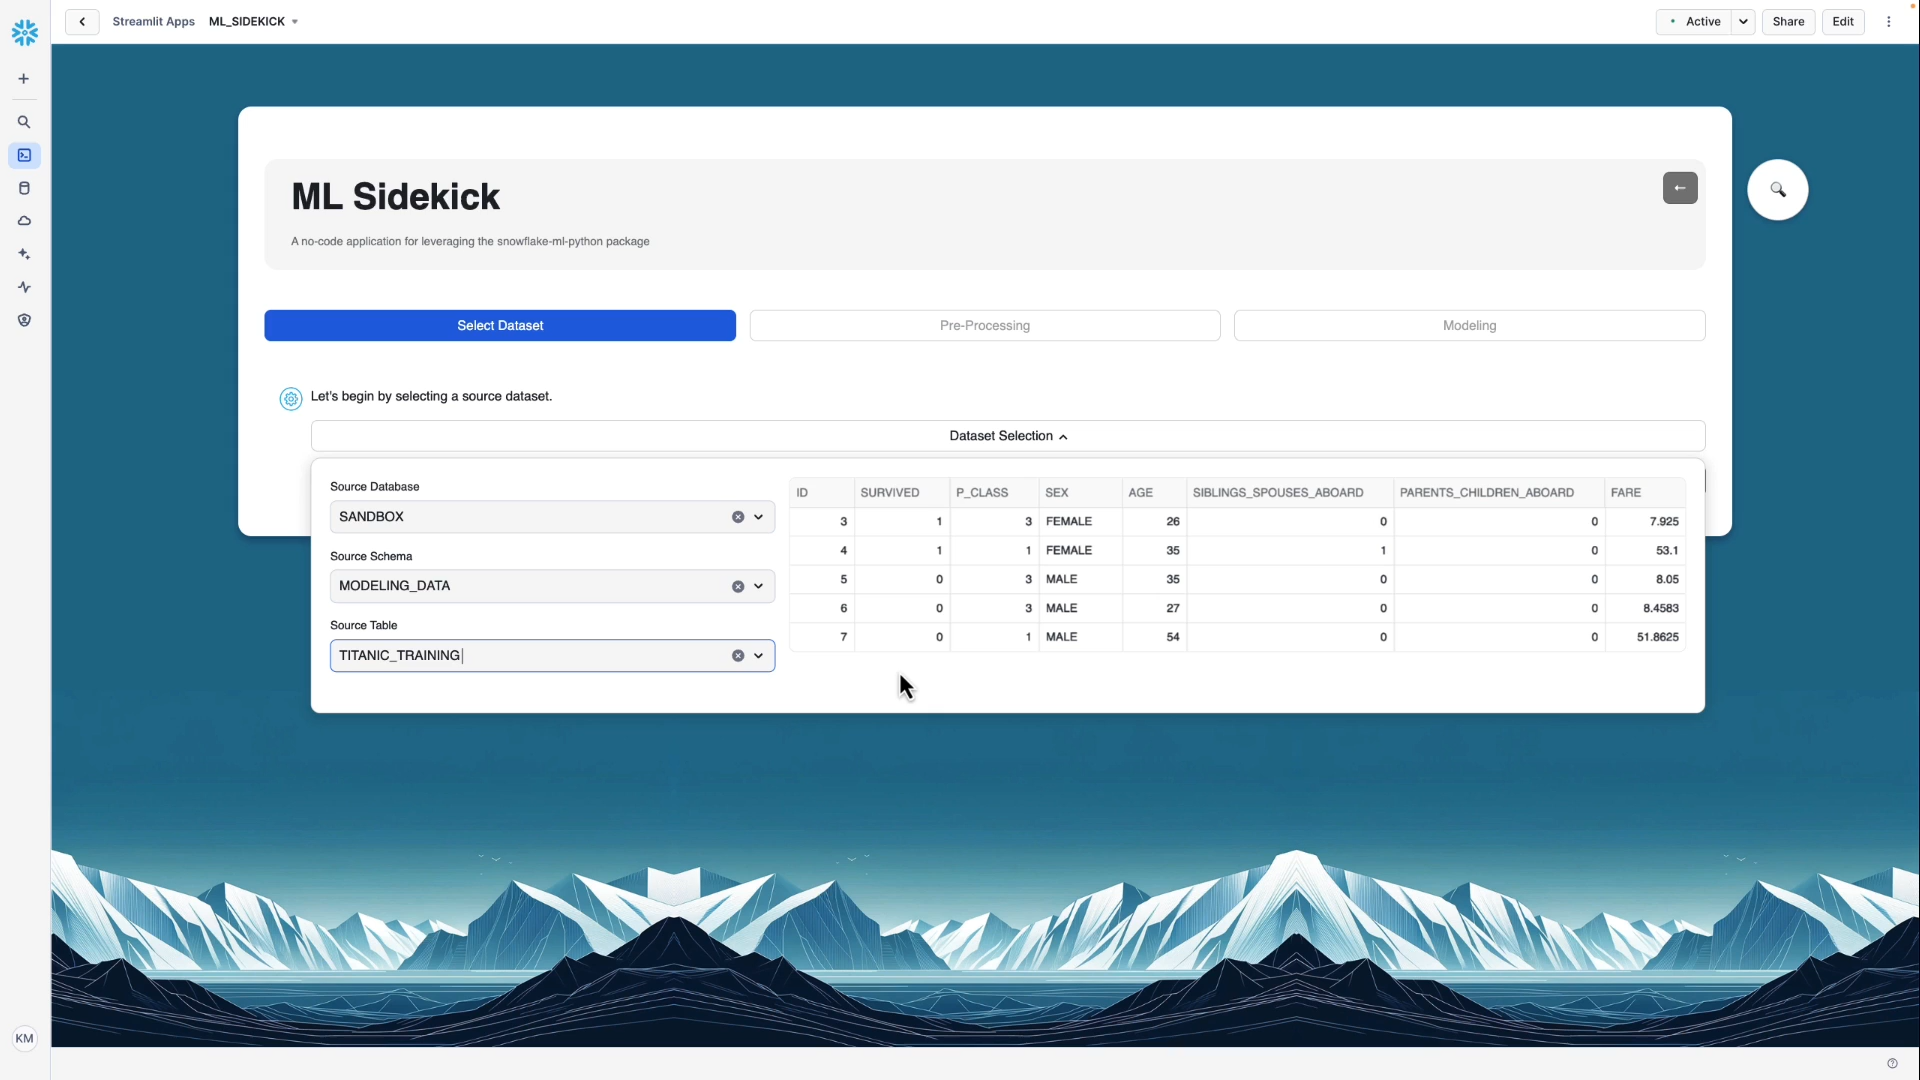 Streamlit Apps ML_SIDEKICK
Active Share Edit
ML Sidekick
A no-code application for leveraging the snowflake-ml-python package
Select Dataset Pre-Processing Modeling
Let's begin by selecting a source dataset.
Dataset Selection
Source Database
SANDBOX
Source Schema
MODELING_DATA
Source Table
TITANIC_TRAINING
ID SURVIVED P_CLASS SEX AGE SIBLINGS_SPOUSES_ABOARD PARENTS_CHILDREN_ABOARD FARE
3 1 3 FEMALE 26 0 0 7.925
4 1 1 FEMALE 35 1 0 53.1
5 0 3 MALE 35 0 0 8.05
6 0 3 MALE 27 0 0 8.4583
7 0 1 MALE 54 0 0 51.8625
KM